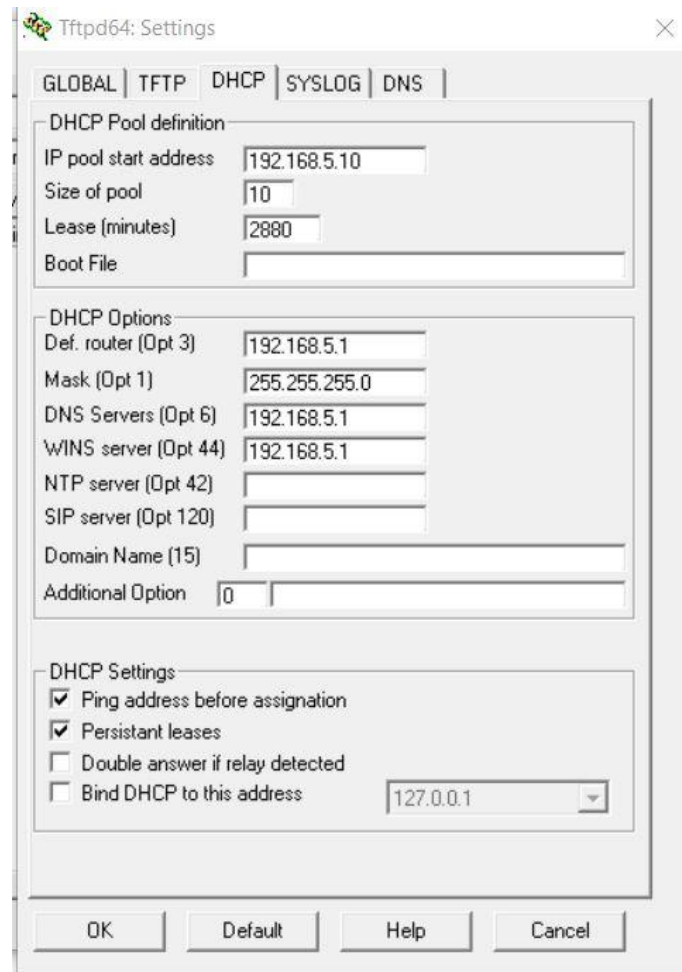 Tftpd64: Settings
GLOBAL TFTP DHCP SYSLOG DNS
DHCP Pool definition
IP pool start address 192.168.5.10
Size of pool 10
Lease (minutes) 2880
Boot File
DHCP Options
Def. router (Opt 3) 192.168.5.1
Mask (Opt 1) 255.255.255.0
DNS Servers (Opt 6) 192.168.5.1
WINS server (Opt 44) 192.168.5.1
NTP server (Opt 42)
SIP server (Opt 120)
Domain Name (15)
Additional Option 0
DHCP Settings
Ping address before assignation
Persistant leases
Double answer if relay detected
Bind DHCP to this address 127.0.0.1
OK Default Help Cancel